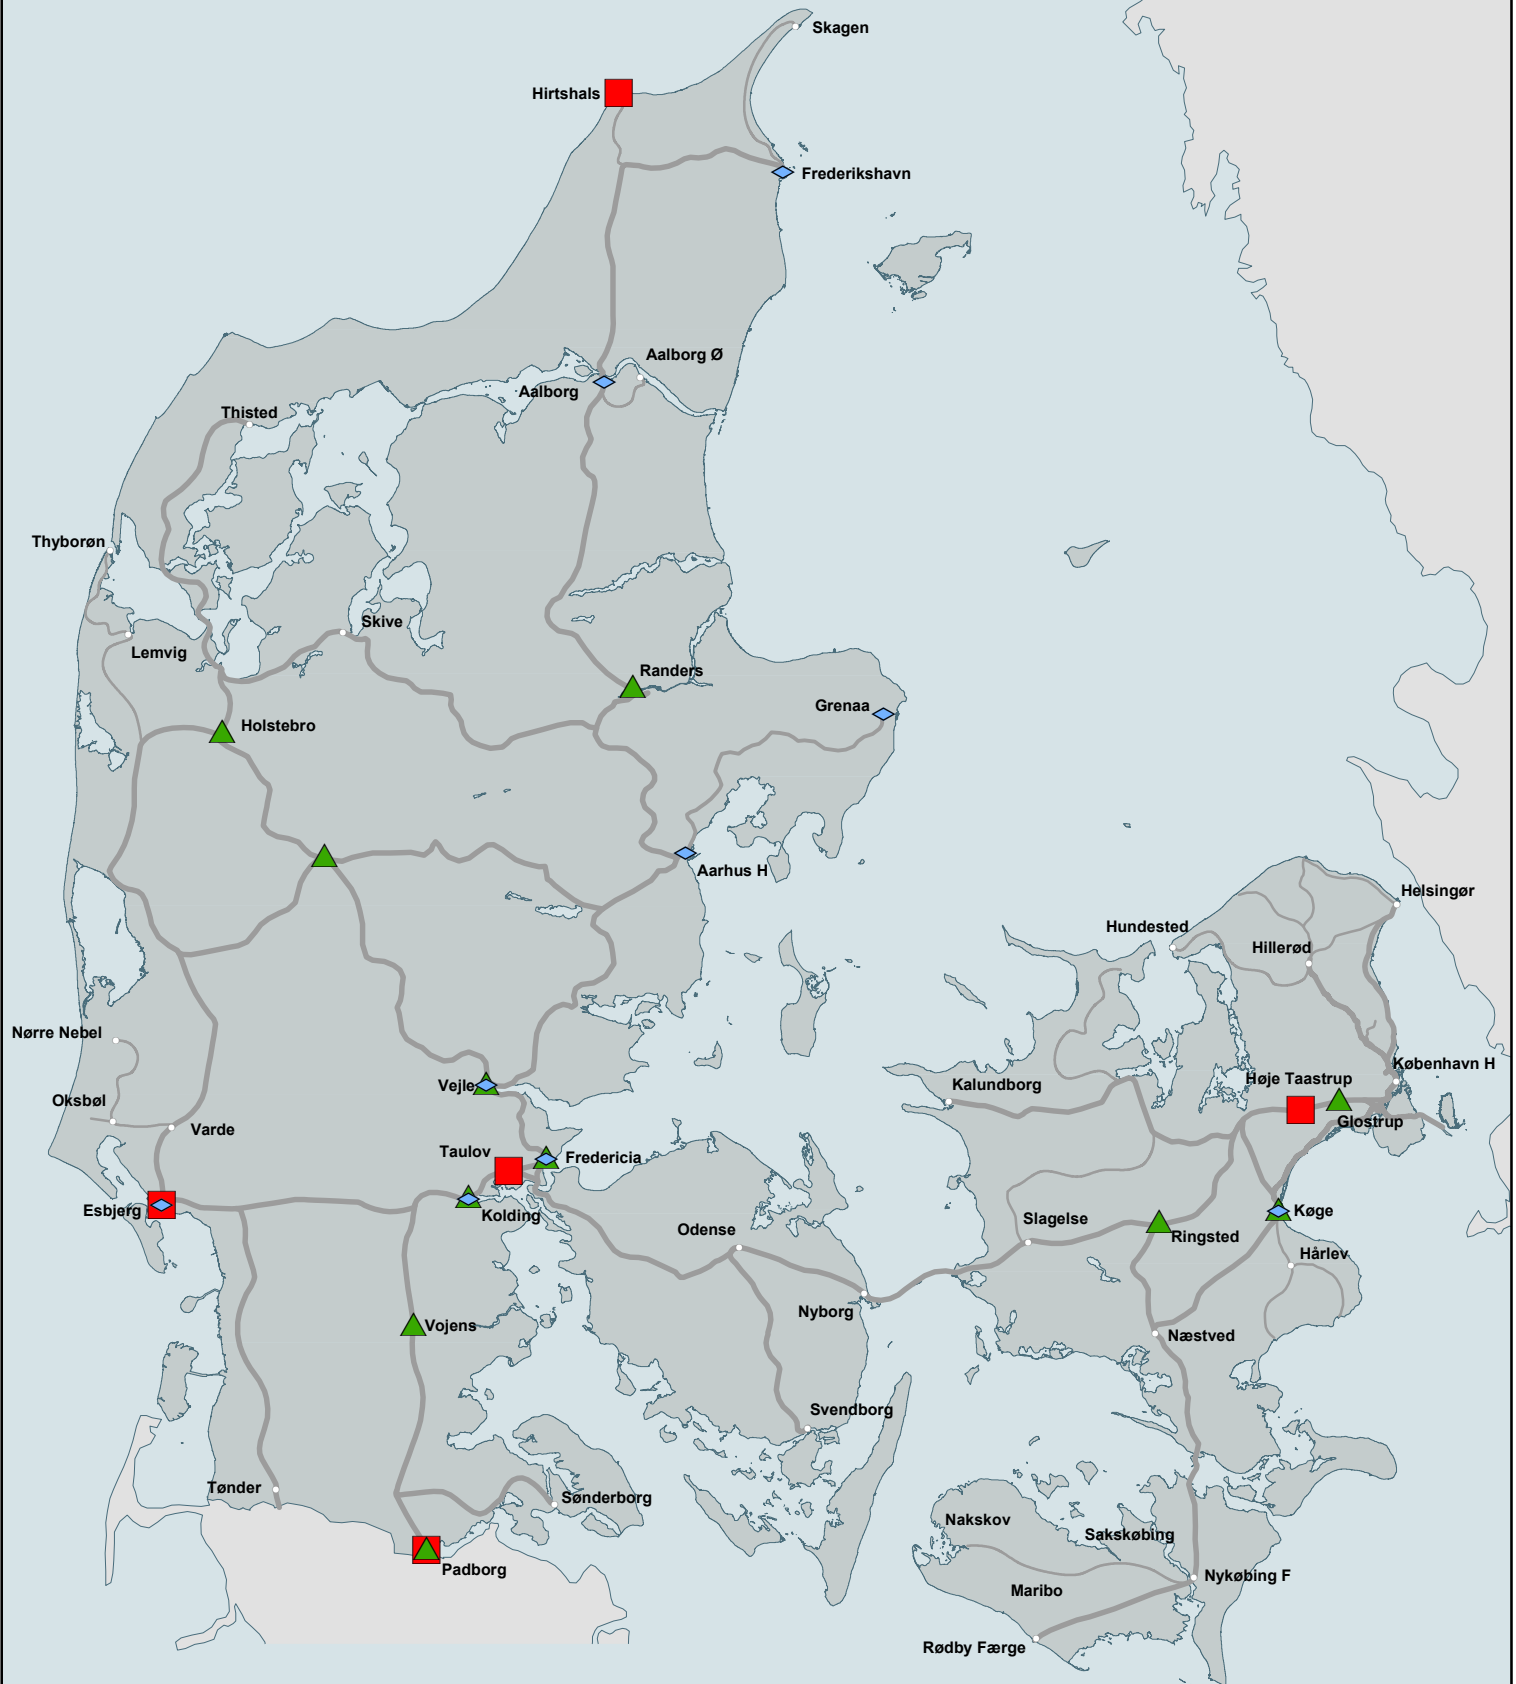 Skagen
Hirtshals
Frederikshavn
Aalborg Ø
Aalborg
Thisted
Thyborøn
Skive
Lemvig
Randers
Grenaa
Holstebro
Aarhus H
Helsingør
Hundested
Hillerød
Nørre Nebel
København H
Høje Taastrup
Vejle
Kalundborg
Oksbøl
Glostrup
Varde
Taulov
Fredericia
Esbjerg
Kolding
Køge
Slagelse
Odense
Ringsted
Hårlev
Nyborg
Vojens
Næstved
Svendborg
Tønder
Sønderborg
Nakskov
Sakskøbing
Padborg
Nykøbing F
Maribo
Rødby Færge